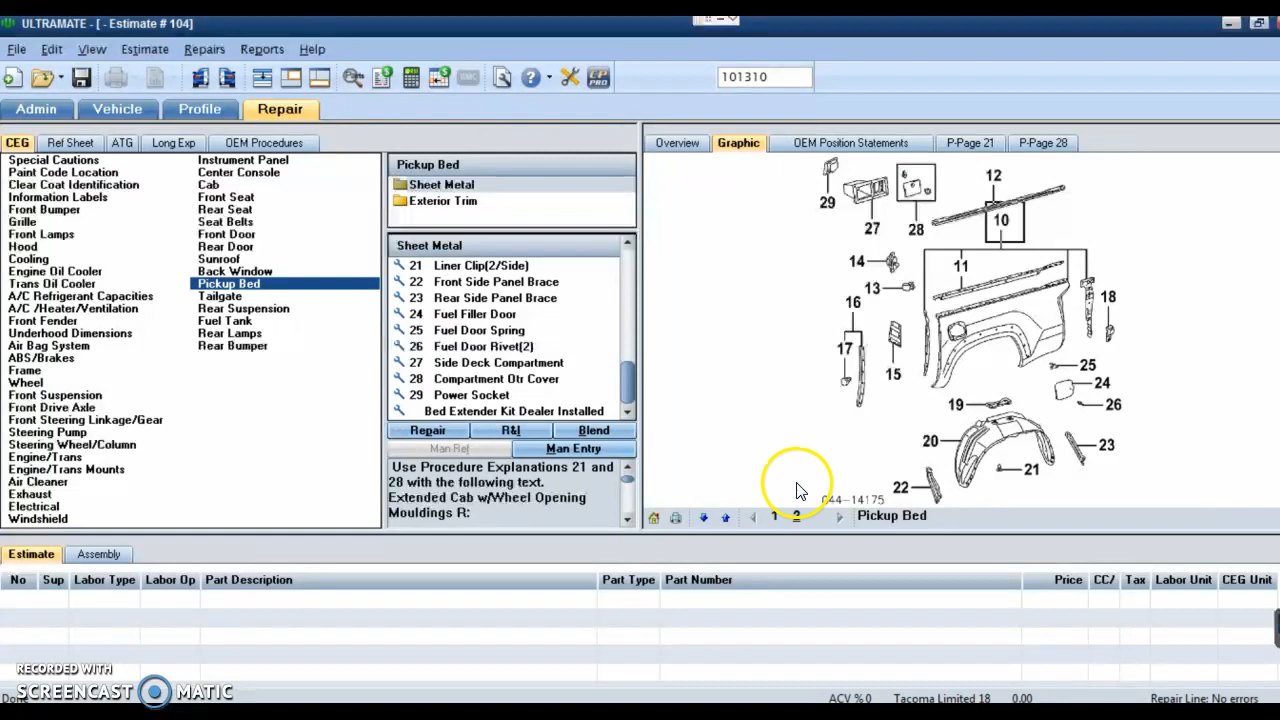 ULTRAMATE - [ - Estimate # 104]
File Edit View Estimate Repairs Reports Help
EP PRO
101310
Admin Vehicle Profile Repair
CEG Ref Sheet ATG Long Exp OEM Procedures
Overview Graphic OEM Position Statements P-Page 21 P-Page 28
Special Cautions
Paint Code Location
Clear Coat Identification
Information Labels
Front Bumper
Grille
Front Lamps
Hood
Cooling
Engine Oil Cooler
Trans Oil Cooler
A/C Refrigerant Capacities
A/C /Heater/Ventilation
Front Fender
Underhood Dimensions
Air Bag System
ABS/Brakes
Frame
Wheel
Front Suspension
Front Drive Axle
Front Steering Linkage/Gear
Steering Pump
Steering Wheel/Column
Engine/Trans
Engine/Trans Mounts
Air Cleaner
Exhaust
Electrical
Windshield
Instrument Panel
Center Console
Cab
Front Seat
Rear Seat
Seat Belts
Front Door
Rear Door
Sunroof
Back Window
Pickup Bed
Tailgate
Rear Suspension
Fuel Tank
Rear Lamps
Rear Bumper
Pickup Bed
Sheet Metal
Exterior Trim
Sheet Metal
21 Liner Clip(2/Side)
22 Front Side Panel Brace
23 Rear Side Panel Brace
24 Fuel Filler Door
25 Fuel Door Spring
26 Fuel Door Rivet(2)
27 Side Deck Compartment
28 Compartment Otr Cover
29 Power Socket
Bed Extender Kit Dealer Installed
Repair R&I Blend
Man Ref Man Entry
Use Procedure Explanations 21 and
28 with the following text.
Extended Cab w/Wheel Opening
Mouldings R:
12
29
27
28
10
14
11
13
16
18
17
15
25
24
19
26
20
23
21
22
044-14175
1 2 Pickup Bed
Estimate Assembly
No Sup Labor Type Labor Op Part Description Part Type Part Number Price CC/ Tax Labor Unit CEG Unit
RECORDED WITH
SCREENCAST MATIC
ACV %0 Tacoma Limited 18 0.00 Repair Line: No errors